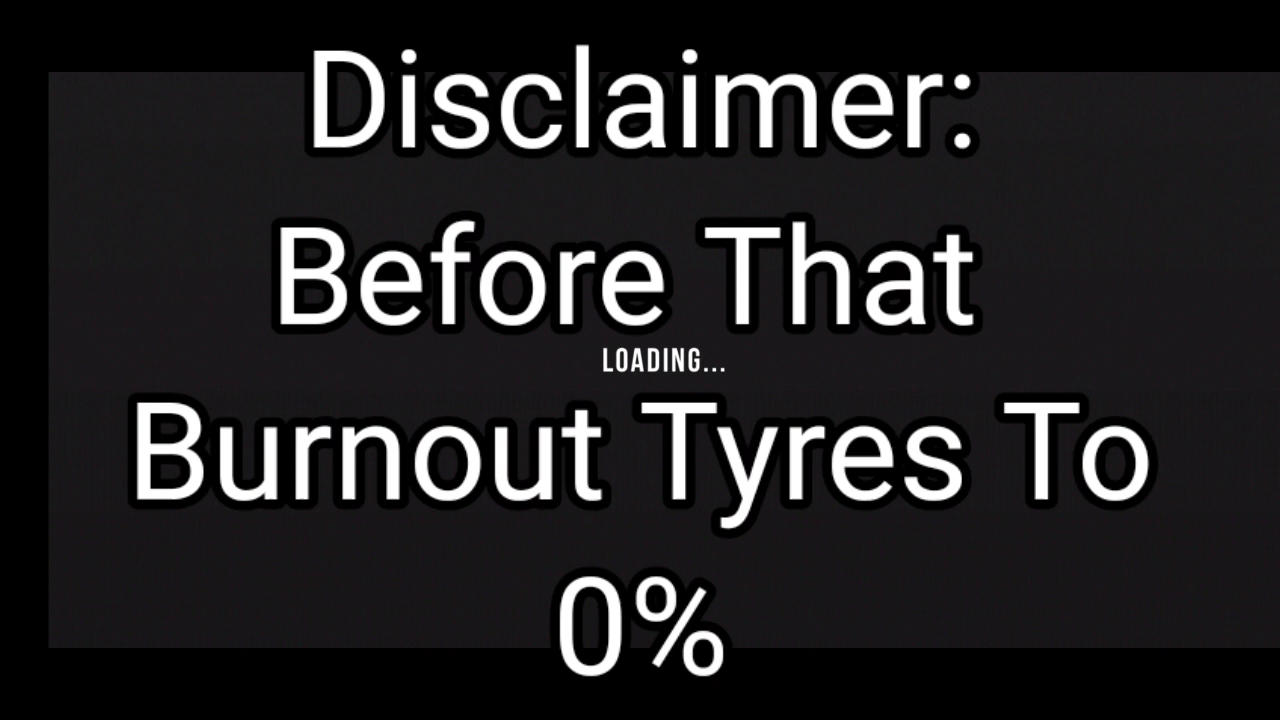 Disclaimer:
Before That
LOADING...
Burnout Tyres To
0%